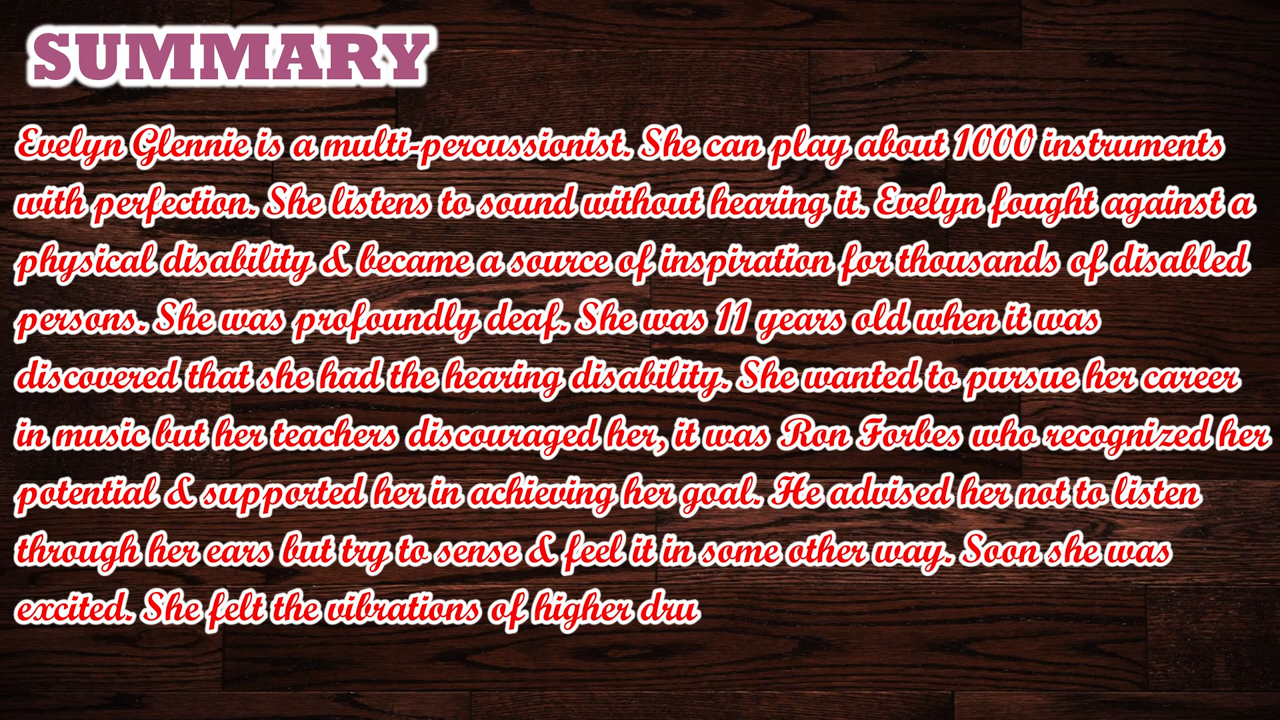 SUMMARY
Evelyn Glennie is a multi-percussionist. She can play about 1000 instruments
with perfection. She listens to sound without hearing it. Evelyn fought against a
physical disability & became a source of inspiration for thousands of disabled
persons. She was profoundly deaf. She was 11 years old when it was
discovered that she had the hearing disability. She wanted to pursue her career
in music but her teachers discouraged her, it was Ron Forbes who recognized her
potential & supported her in achieving her goal. He advised her not to listen
through her ears but try to sense & feel it in some other way. Soon she was
excited. She felt the vibrations of higher dru